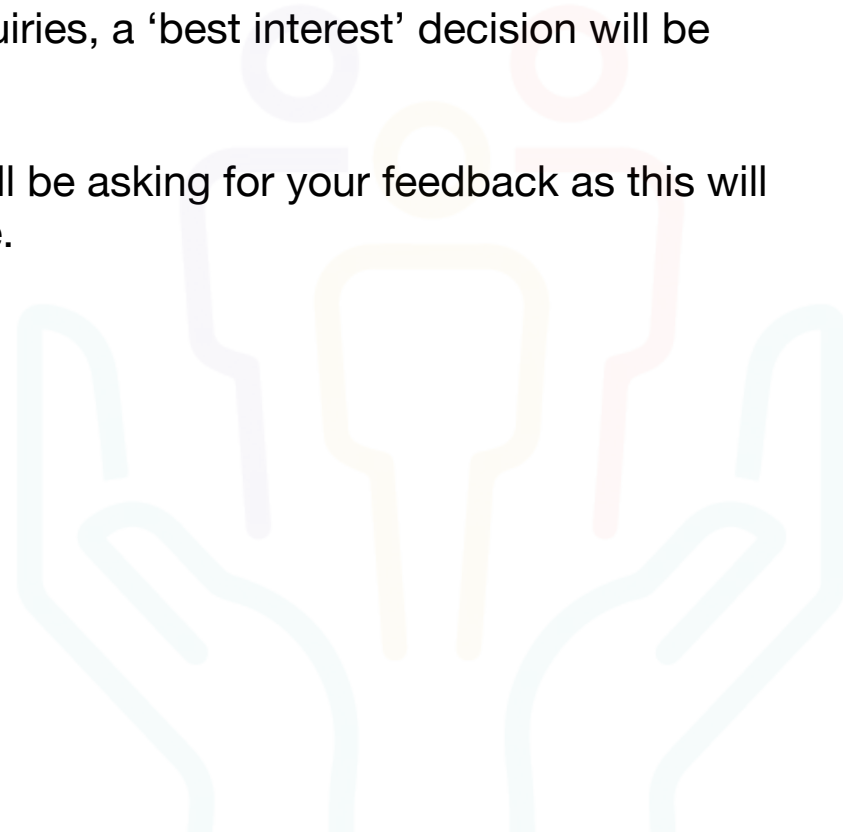 uiries, a ‘best interest’ decision will be
ll be asking for your feedback as this will
.